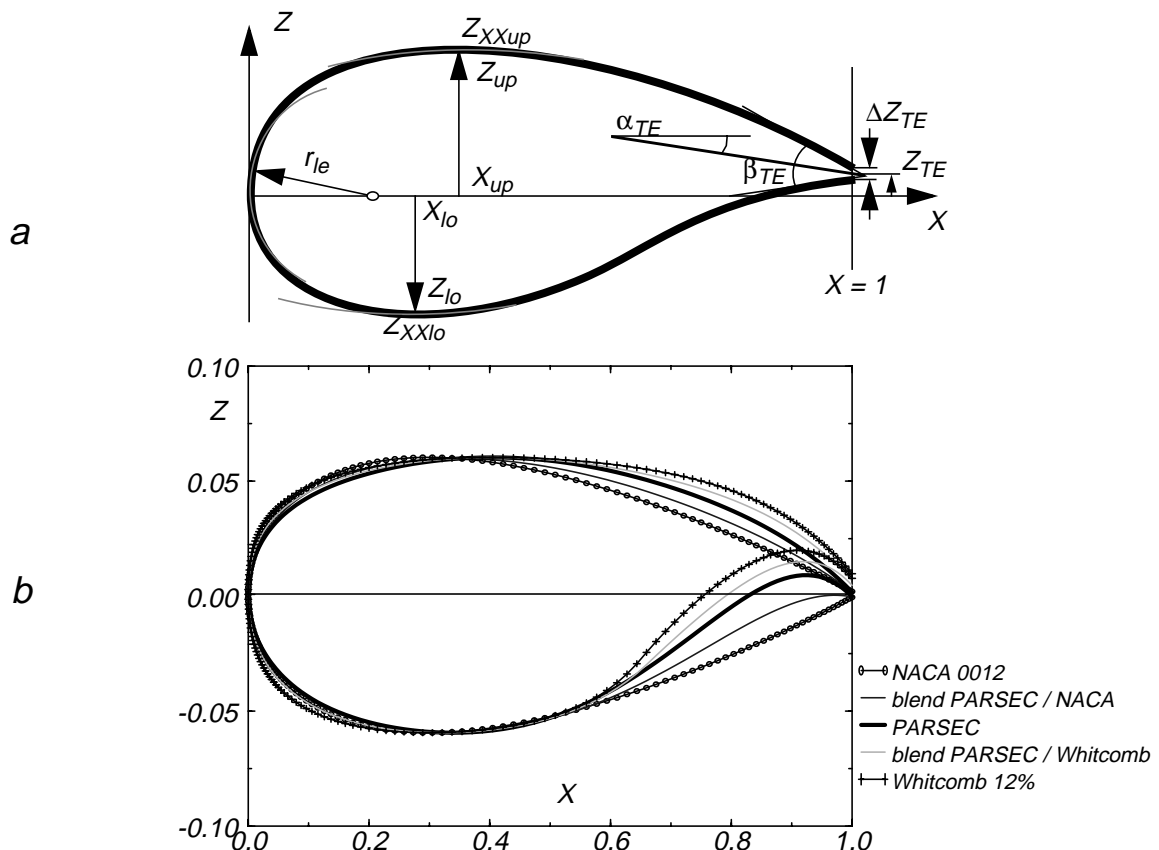 a
Z
Z_XXup
Z_up
α_TE
ΔZ_TE
r_le
β_TE
Z_TE
X_up
X_lo
X
Z_lo
X = 1
Z_XXlo
b
0.10
Z
0.05
0.00
NACA 0012
blend PARSEC / NACA
-0.05
PARSEC
blend PARSEC / Whitcomb
X
Whitcomb 12%
-0.10
0.0 0.2 0.4 0.6 0.8 1.0